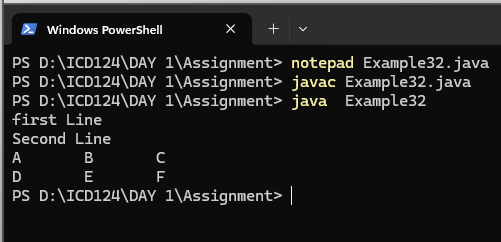 Windows PowerShell
PS D:\ICD124\DAY 1\Assignment> notepad Example32.java
PS D:\ICD124\DAY 1\Assignment> javac Example32.java
PS D:\ICD124\DAY 1\Assignment> java  Example32
first Line
Second Line
A       B       C
D       E       F
PS D:\ICD124\DAY 1\Assignment>